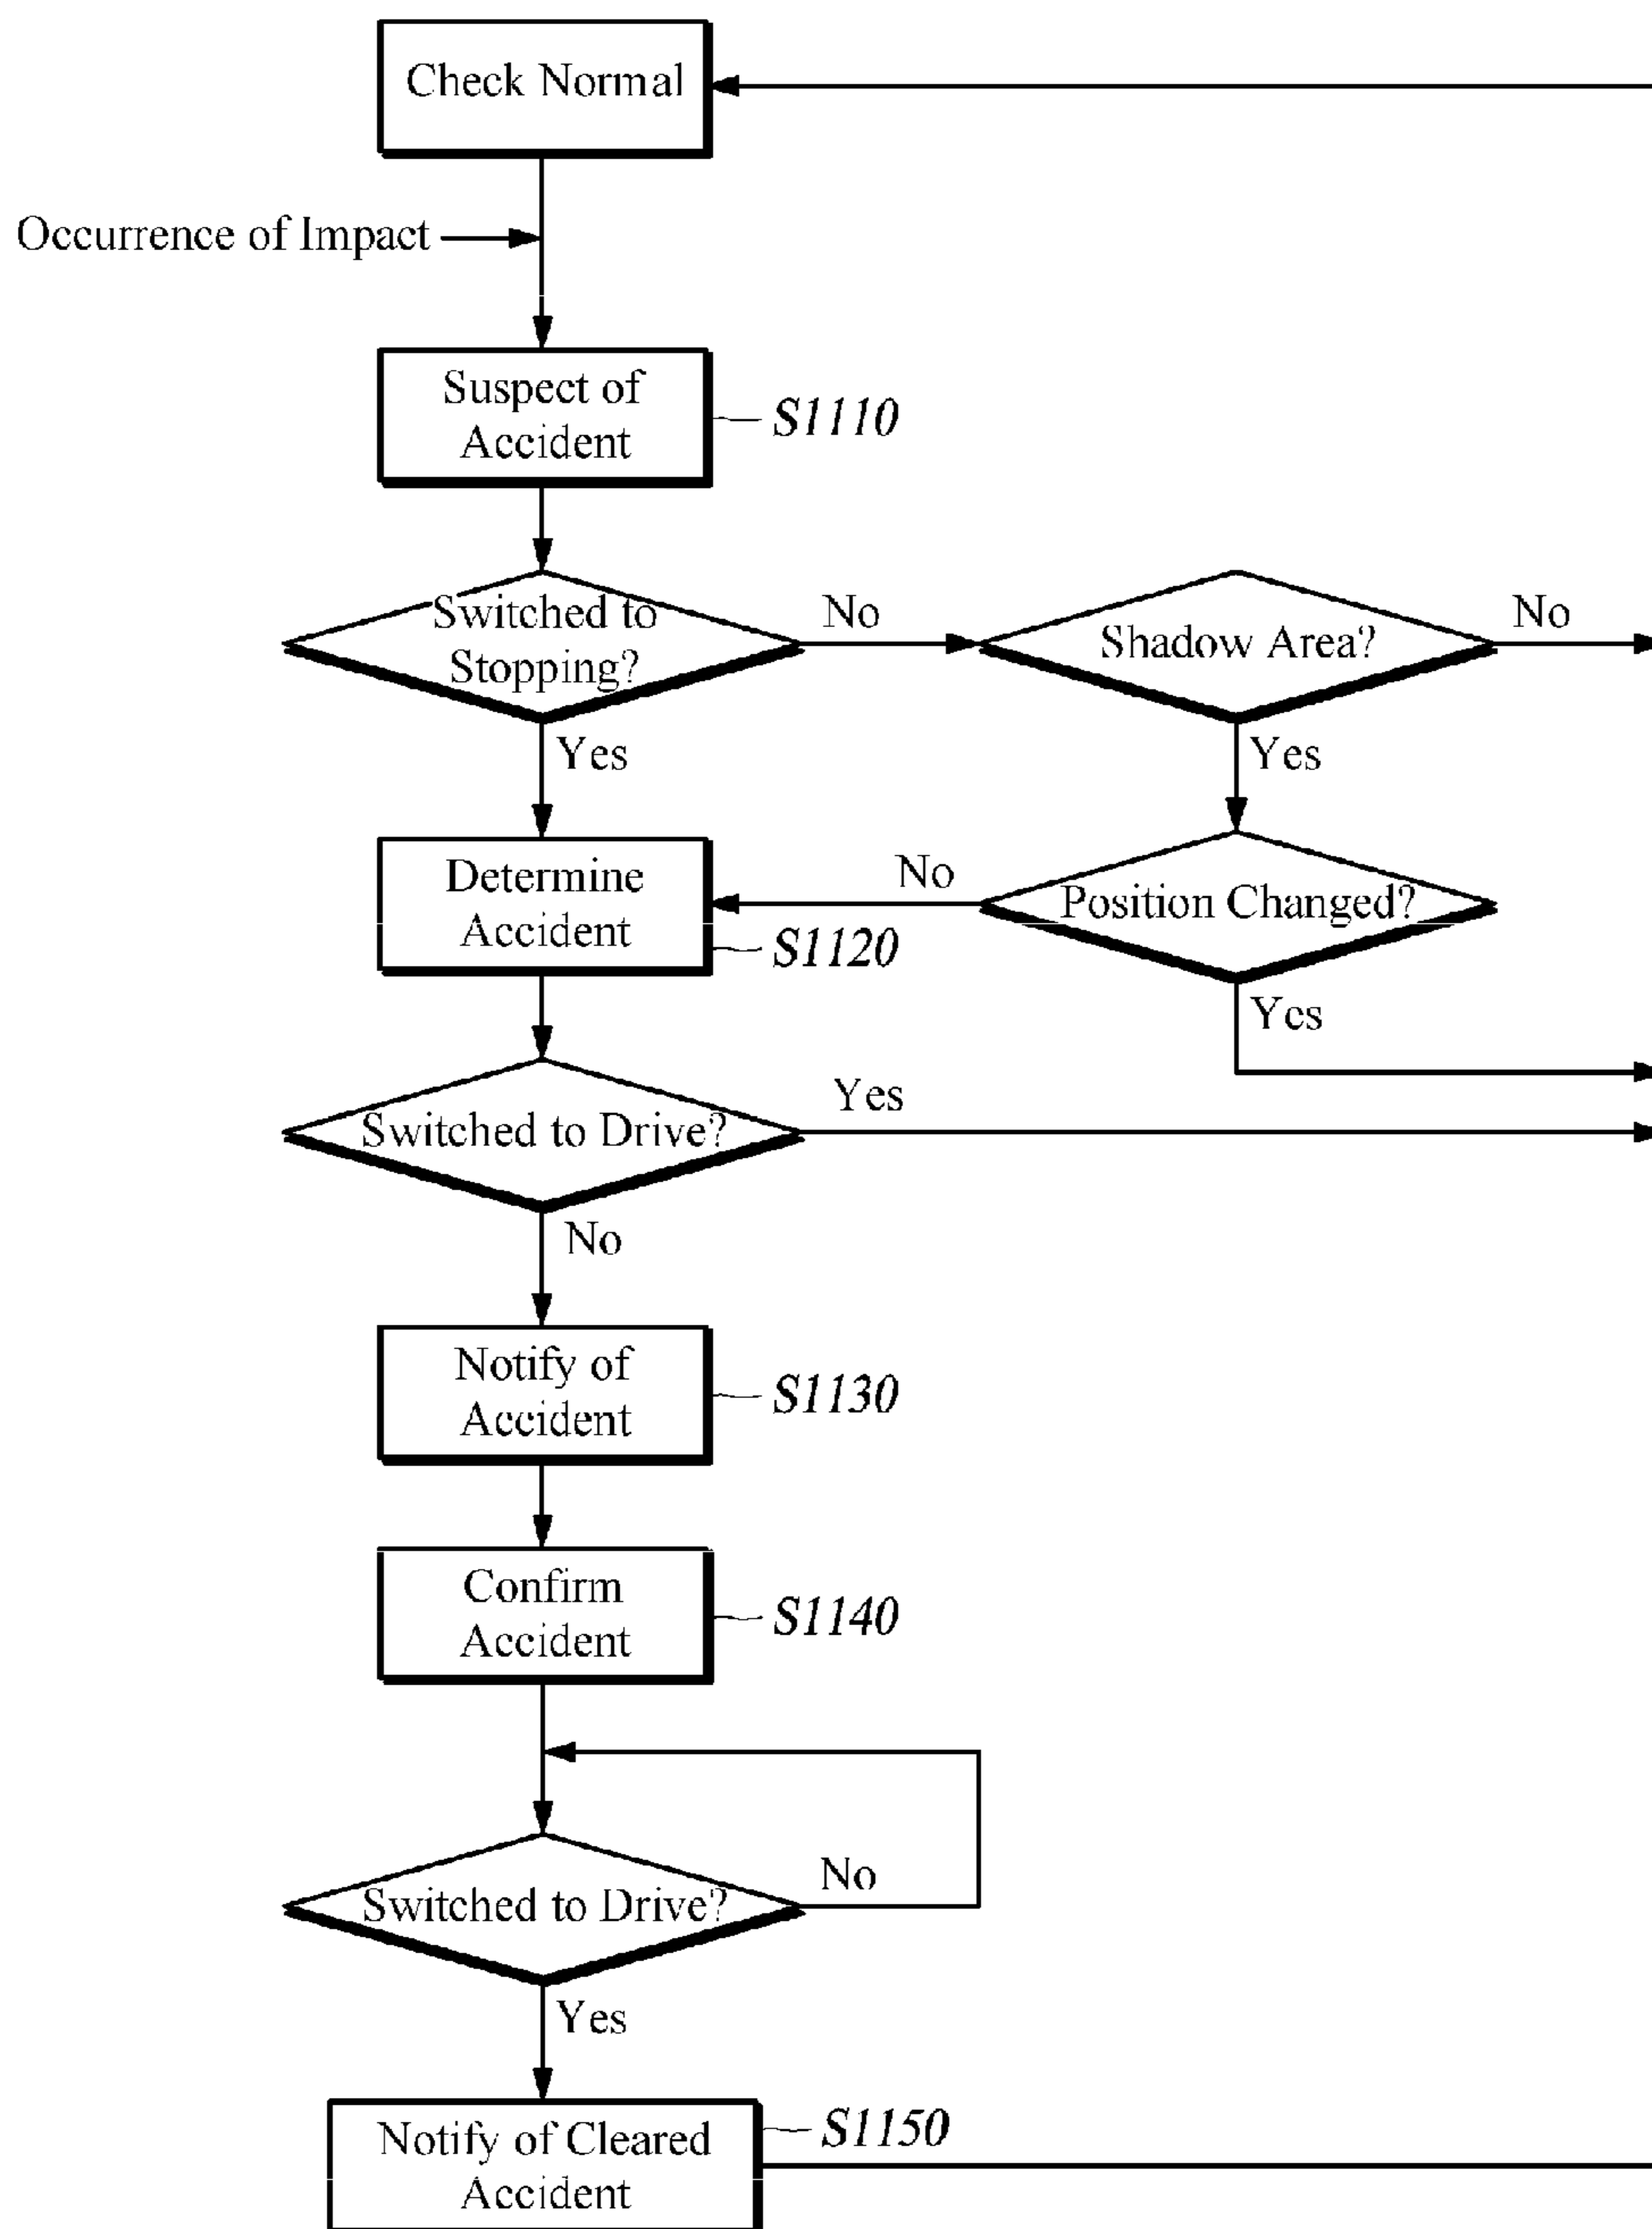 Check Normal
Occurrence of Impact
Suspect of
Accident
S1110
Switched to
Stopping?
No
Shadow Area?
No
Yes
Yes
Determine
Accident
S1120
No
Position Changed?
Yes
Switched to Drive?
Yes
No
Notify of
Accident
S1130
Confirm
Accident
S1140
Switched to Drive?
No
Yes
Notify of Cleared
Accident
S1150